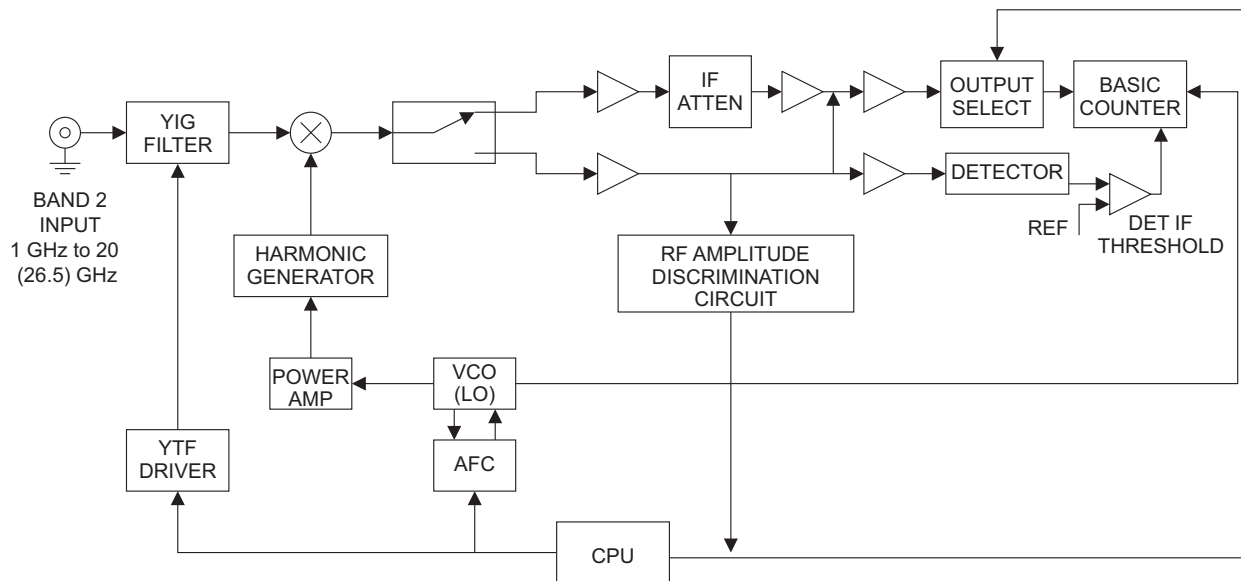 YIG
FILTER
IF
ATTEN
OUTPUT
SELECT
BASIC
COUNTER
BAND 2
INPUT
1 GHz to 20
(26.5) GHz
DETECTOR
REF
DET IF
THRESHOLD
HARMONIC
GENERATOR
RF AMPLITUDE
DISCRIMINATION
CIRCUIT
POWER
AMP
VCO
(LO)
YTF
DRIVER
AFC
CPU